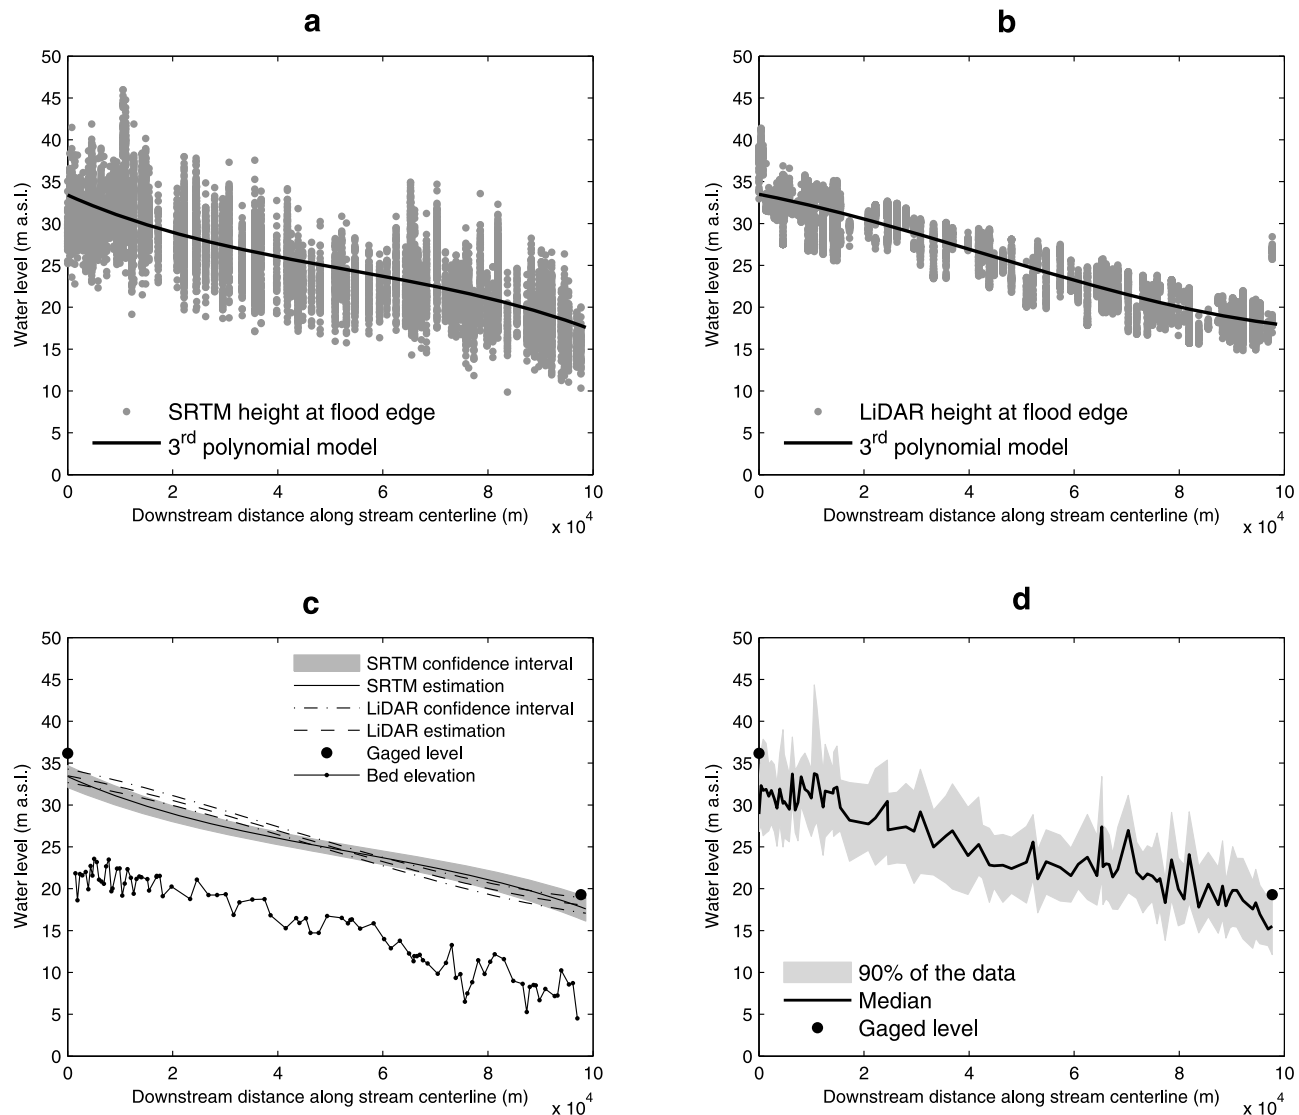 a
50
45
40
35
30
25
20
15
10
5
0
Water level (m a.s.l.)
SRTM height at flood edge
3rd polynomial model
0 2 4 6 8 10
Downstream distance along stream centerline (m)
x 10^4
b
50
45
40
35
30
25
20
15
10
5
0
Water level (m a.s.l.)
LiDAR height at flood edge
3rd polynomial model
0 2 4 6 8 10
Downstream distance along stream centerline (m)
x 10^4
c
50
45
40
35
30
25
20
15
10
5
0
Water level (m a.s.l.)
SRTM confidence interval
SRTM estimation
LiDAR confidence interval
LiDAR estimation
Gaged level
Bed elevation
0 2 4 6 8 10
Downstream distance along stream centerline (m)
x 10^4
d
50
45
40
35
30
25
20
15
10
5
0
Water level (m a.s.l.)
90% of the data
Median
Gaged level
0 2 4 6 8 10
Downstream distance along stream centerline (m)
x 10^4